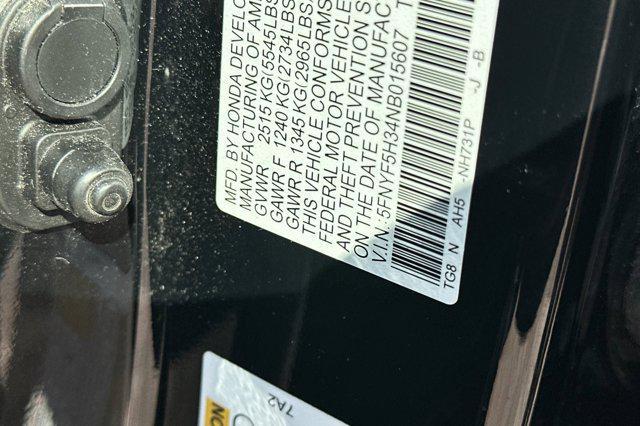 MFD. BY HONDA DEVELO
MANUFACTURING OF AM
GVWR 2515 KG(5545LBS
GAWR F 1240 KG(2734LBS
GAWR R 1345 KG(2965LBS
THIS VEHICLE CONFORMS
FEDERAL MOTOR VEHICLE
AND THEFT PREVENTION S
ON THE DATE OF MANUFAC
V.I.N.: 5FNYF5H34NB015607 T
TG8 N AH5 -NH731P -J -B
7A2